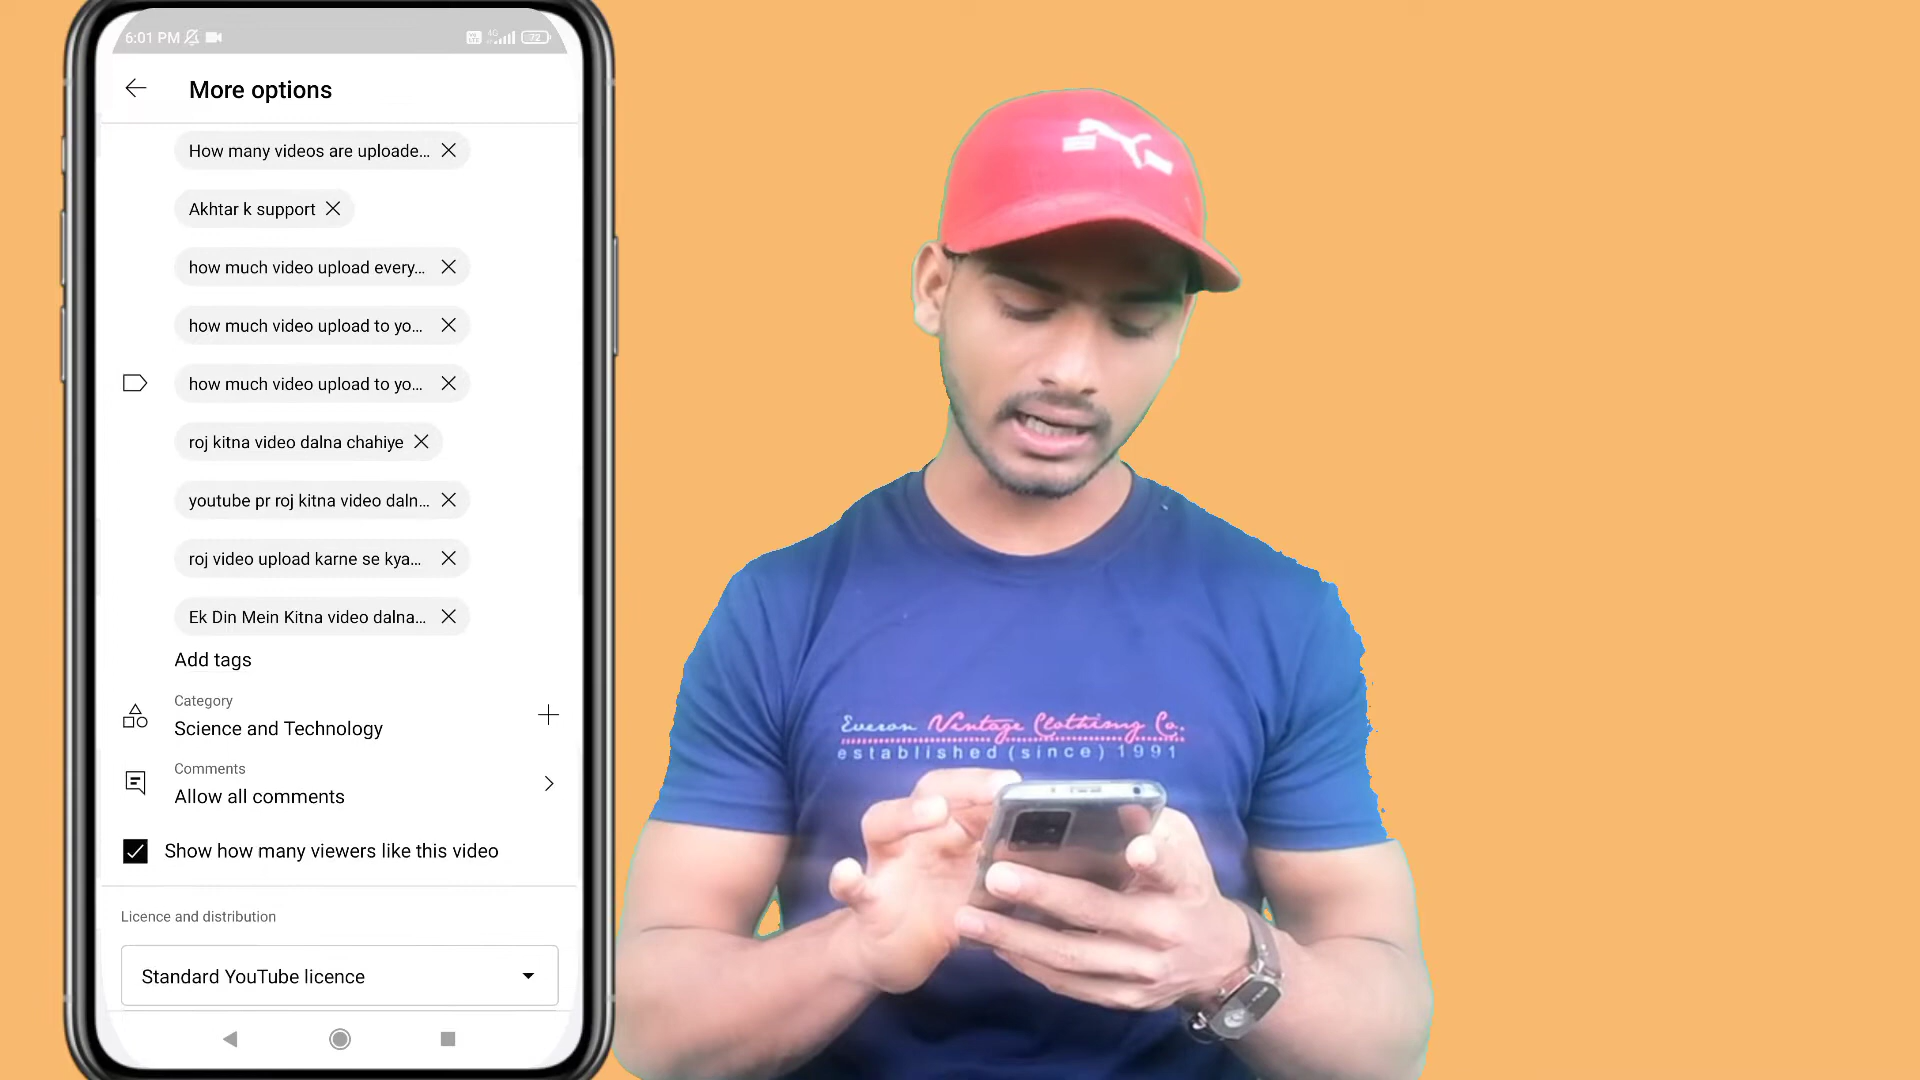 6:01 PM
4G
72
More options
How many videos are uploade...
Akhtar k support
how much video upload every...
how much video upload to yo...
how much video upload to yo...
roj kitna video dalna chahiye
youtube pr roj kitna video daln...
roj video upload karne se kya...
Ek Din Mein Kitna video dalna...
Add tags
Category
Science and Technology
Comments
Allow all comments
Show how many viewers like this video
Licence and distribution
Standard YouTube licence
Everon Vintage Clothing Co.
established (since) 1991